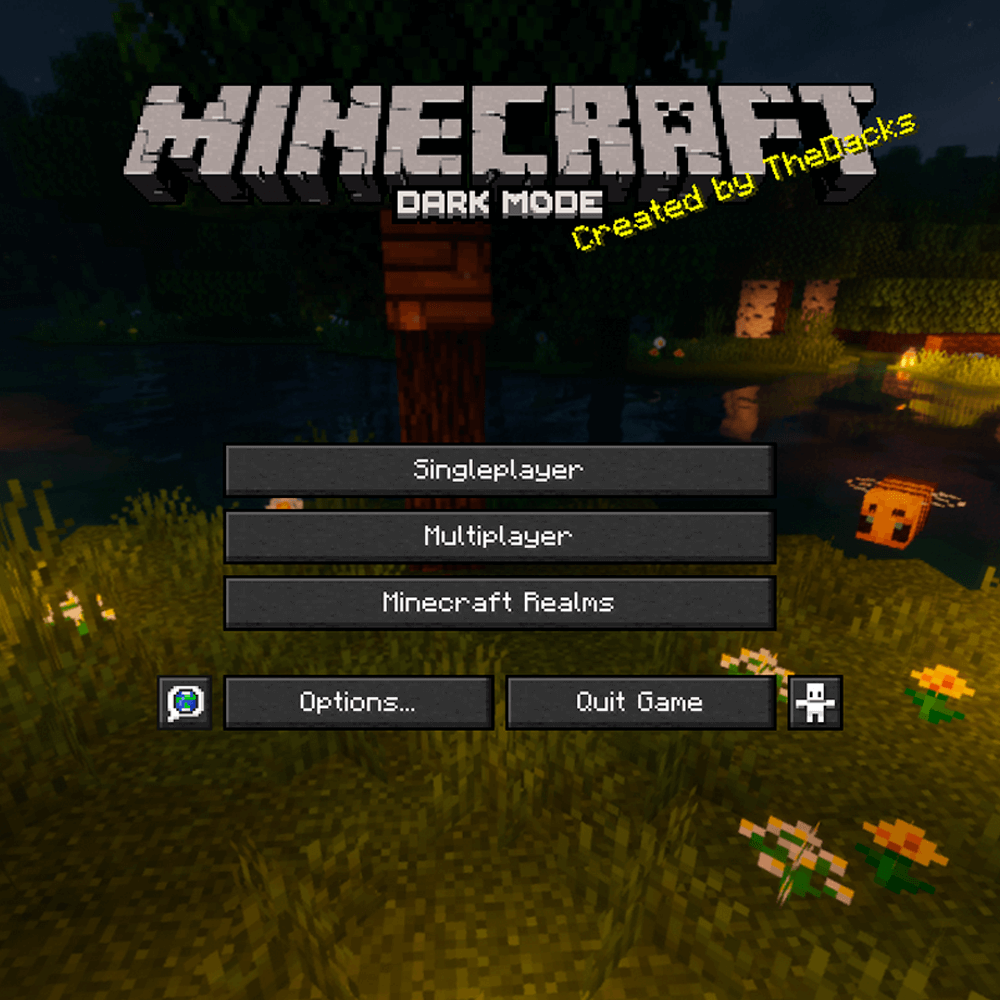 MINECRAFT
DARK MODE
Created by TheDacks
Singleplayer
Multiplayer
Minecraft Realms
Options...
Quit Game